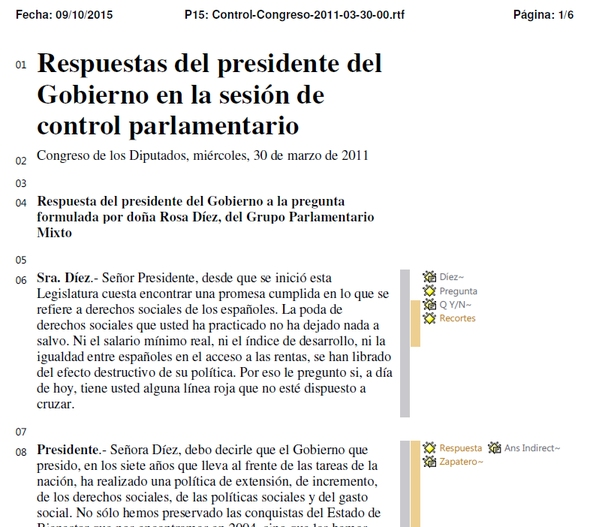 Fecha: 09/10/2015 P15: Control-Congreso-2011-03-30-00.rtf Página: 1/6
01 Respuestas del presidente del
Gobierno en la sesión de
control parlamentario
02 Congreso de los Diputados, miércoles, 30 de marzo de 2011
03
04 Respuesta del presidente del Gobierno a la pregunta
formulada por doña Rosa Díez, del Grupo Parlamentario
Mixto
05
06 Sra. Díez.- Señor Presidente, desde que se inició esta
Legislatura cuesta encontrar una promesa cumplida en lo que se
refiere a derechos sociales de los españoles. La poda de
derechos sociales que usted ha practicado no ha dejado nada a
salvo. Ni el salario mínimo real, ni el índice de desarrollo, ni la
igualdad entre españoles en el acceso a las rentas, se han librado
del efecto destructivo de su política. Por eso le pregunto si, a día
de hoy, tiene usted alguna línea roja que no esté dispuesto a
cruzar.
Díez~
Pregunta
Q Y/N~
Recortes
07
08 Presidente.- Señora Díez, debo decirle que el Gobierno que
presido, en los siete años que lleva al frente de las tareas de la
nación, ha realizado una política de extensión, de incremento,
de los derechos sociales, de las políticas sociales y del gasto
social. No sólo hemos preservado las conquistas del Estado de
Respuesta Ans Indirect~
Zapatero~